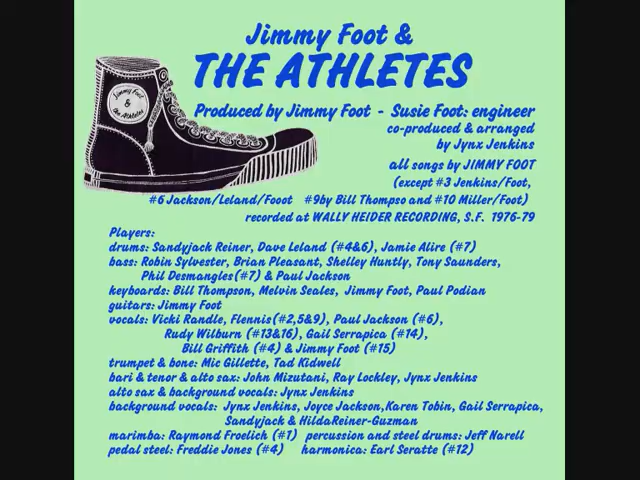 Jimmy Foot &
THE ATHLETES
Jimmy Foot
&
the Athletes
Produced by Jimmy Foot - Susie Foot: engineer
co-produced & arranged
by Jynx Jenkins
all songs by JIMMY FOOT
(except #3 Jenkins/Foot,
#6 Jackson/Leland/Fooot #9by Bill Thompso and #10 Miller/Foot)
recorded at WALLY HEIDER RECORDING, S.F. 1976-79
Players:
drums: Sandyjack Reiner, Dave Leland (#4&6), Jamie Alire (#7)
bass: Robin Sylvester, Brian Pleasant, Shelley Huntly, Tony Saunders,
Phil Desmangles(#7) & Paul Jackson
keyboards: Bill Thompson, Melvin Seales, Jimmy Foot, Paul Podian
guitars: Jimmy Foot
vocals: Vicki Randle, Flennis(#2,5&9), Paul Jackson (#6),
Rudy Wilburn (#13&16), Gail Serrapica (#14),
Bill Griffith (#4) & Jimmy Foot (#15)
trumpet & bone: Mic Gillette, Tad Kidwell
bari & tenor & alto sax: John Mizutani, Ray Lockley, Jynx Jenkins
alto sax & background vocals: Jynx Jenkins
background vocals: Jynx Jenkins, Joyce Jackson,Karen Tobin, Gail Serrapica,
Sandyjack & HildaReiner-Guzman
marimba: Raymond Froelich (#1) percussion and steel drums: Jeff Narell
pedal steel: Freddie Jones (#4) harmonica: Earl Seratte (#12)